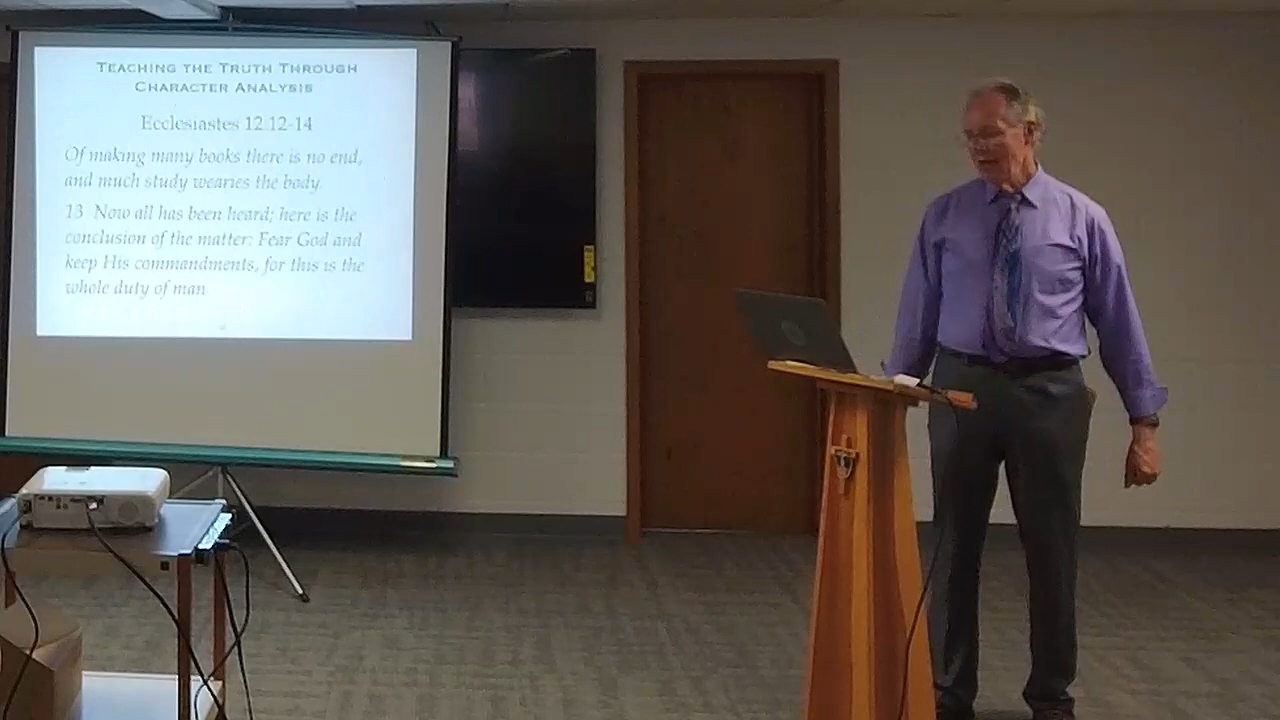 TEACHING THE TRUTH THROUGH
CHARACTER ANALYSIS
Ecclesiastes 12:12-14
Of making many books there is no end,
and much study wearies the body.
13 Now all has been heard; here is the
conclusion of the matter: Fear God and
keep His commandments, for this is the
whole duty of man